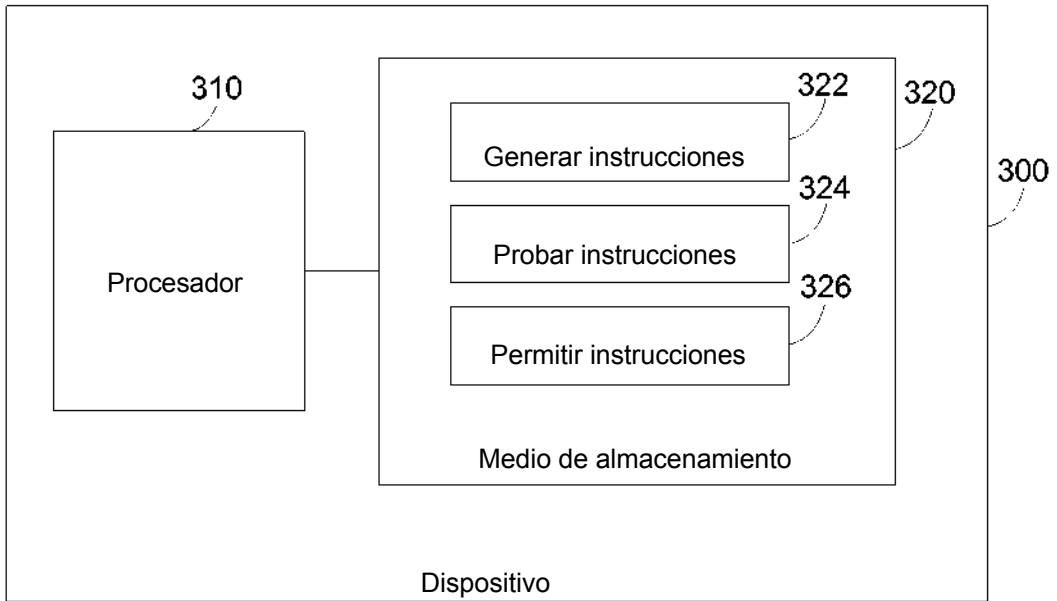 310
322
320
300
Generar instrucciones
324
Probar instrucciones
Procesador
326
Permitir instrucciones
Medio de almacenamiento
Dispositivo